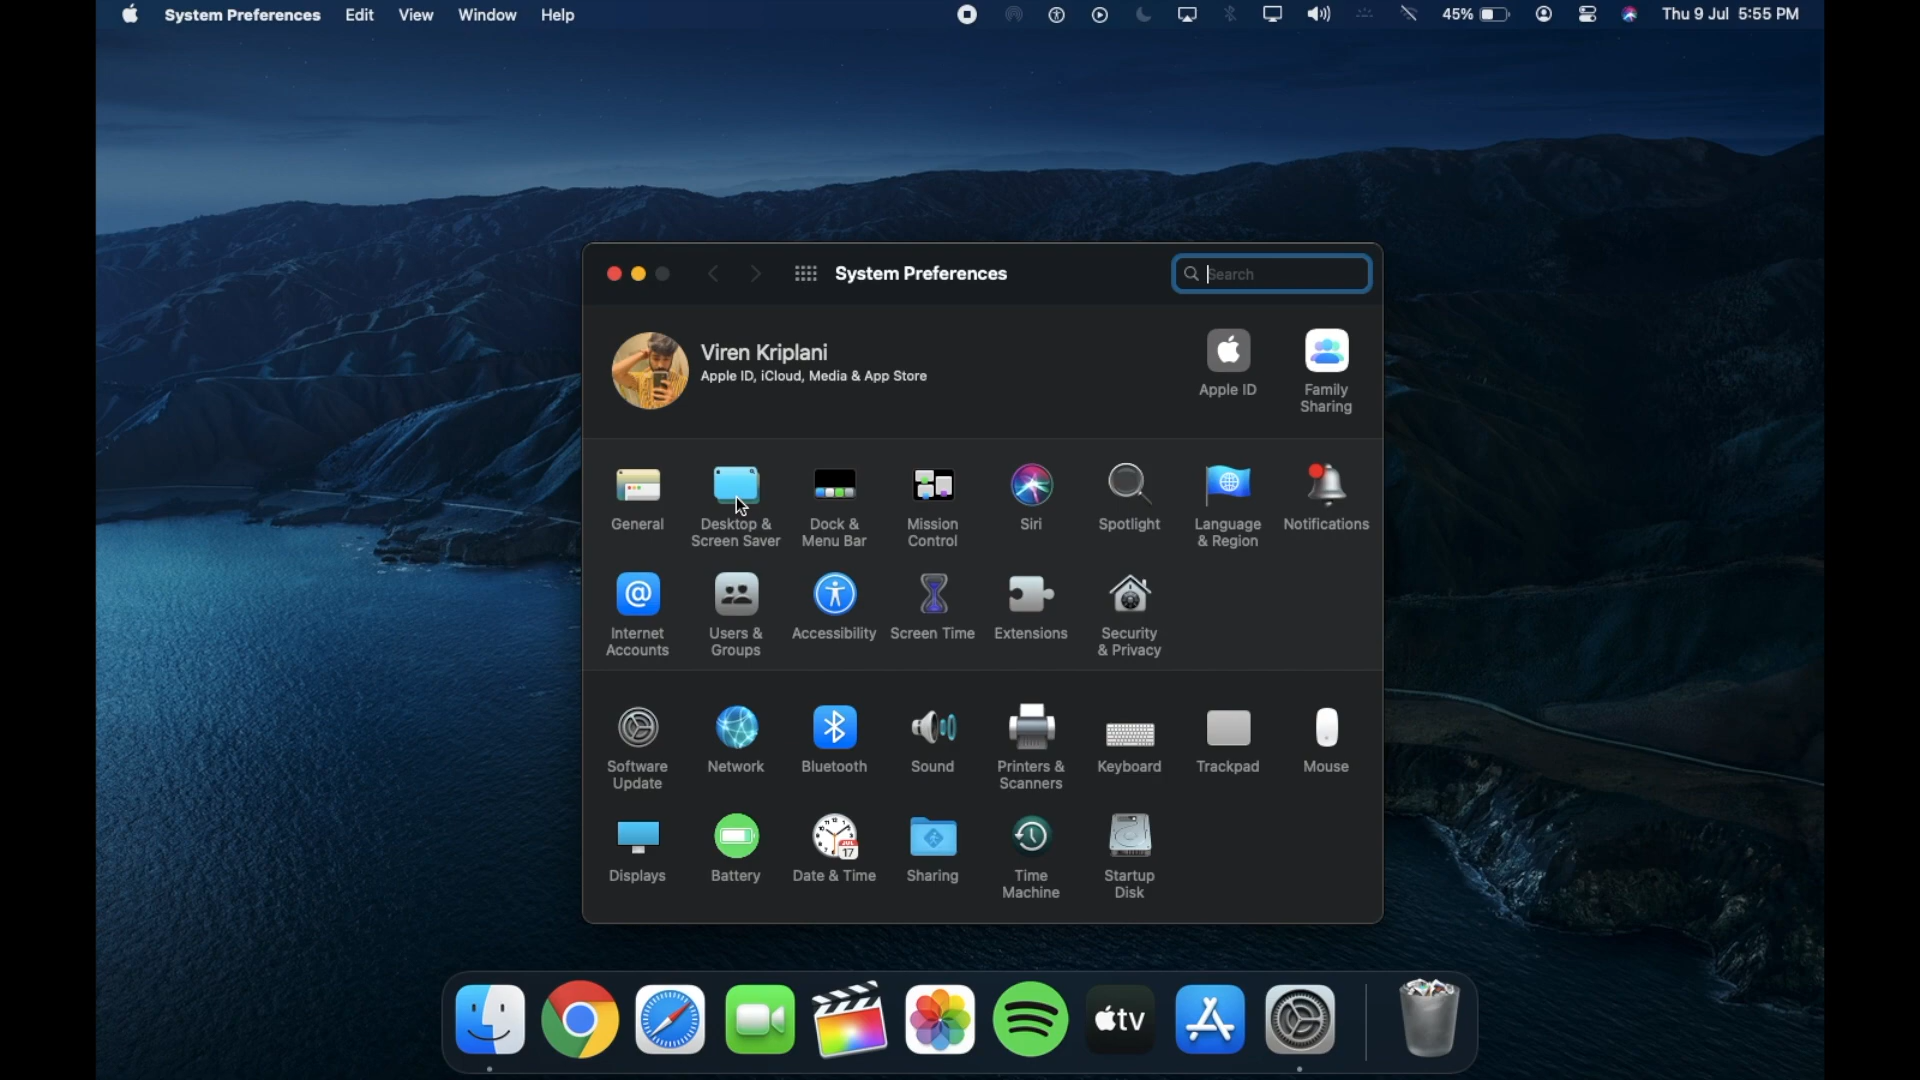 System Preferences Edit View Window Help 45% Thu 9 Jul 5:55 PM
System Preferences
Search
Viren Kriplani
Apple ID, iCloud, Media & App Store
Apple ID
Family
Sharing
General
Desktop &
Screen Saver
Dock &
Menu Bar
Mission
Control
Siri
Spotlight
Language
& Region
Notifications
@
Internet
Accounts
Users &
Groups
Accessibility
Screen Time
Extensions
Security
& Privacy
Software
Update
Network
Bluetooth
Sound
Printers &
Scanners
Keyboard
Trackpad
Mouse
Displays
Battery
JUL
17
Date & Time
Sharing
Time
Machine
Startup
Disk
tv